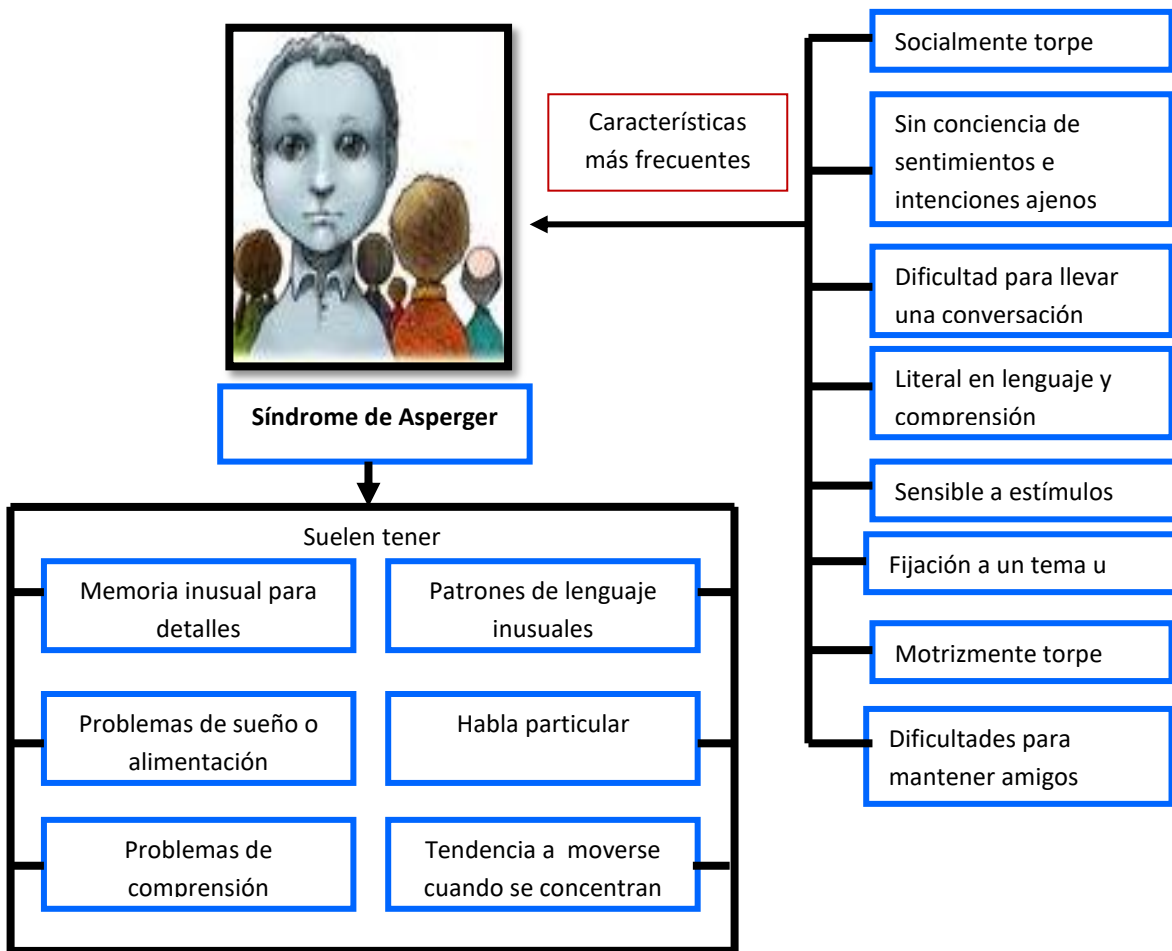 Características
más frecuentes
Síndrome de Asperger
Suelen tener
Memoria inusual para
detalles
Patrones de lenguaje
inusuales
Problemas de sueño o
alimentación
Habla particular
Problemas de
comprensión
Tendencia a moverse
cuando se concentran
Socialmente torpe
Sin conciencia de
sentimientos e
intenciones ajenos
Dificultad para llevar
una conversación
Literal en lenguaje y
comprensión
Sensible a estímulos
Fijación a un tema u
Motrizmente torpe
Dificultades para
mantener amigos